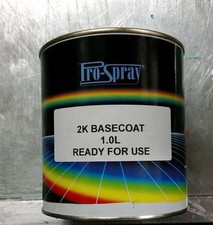 Pro-Spray
2K BASECOAT
1.0L
READY FOR USE